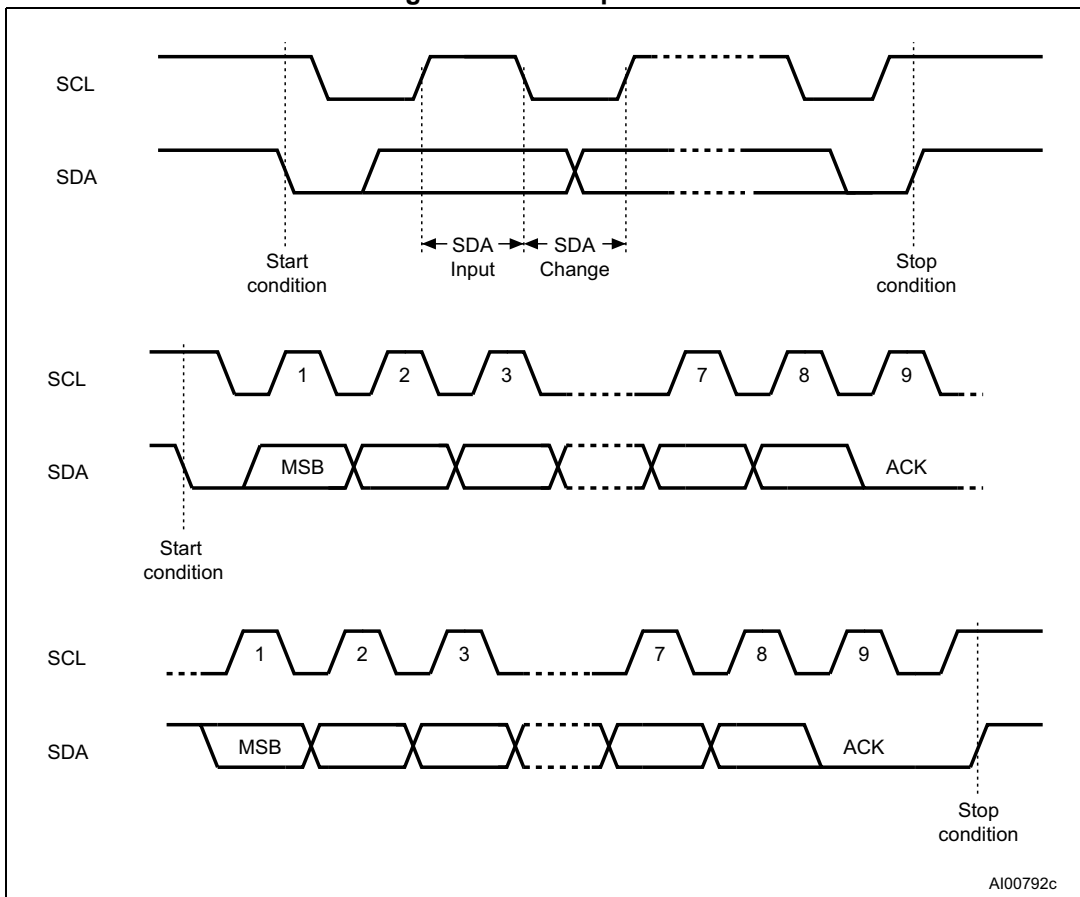 SCL
SDA
SDA
Input
SDA
Change
Start
condition
Stop
condition
SCL
1 2 3 7 8 9
SDA
MSB ACK
Start
condition
SCL
1 2 3 7 8 9
SDA
MSB ACK
Stop
condition
AI00792c